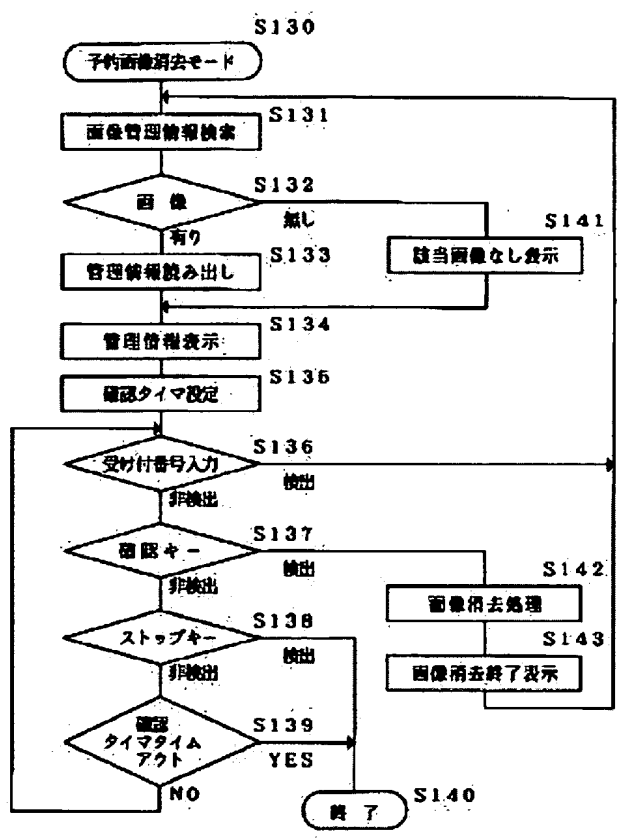 S130
予約画像消去モード
S131
画像管理情報検索
S132
画像
無し
有り
S141
該当画像なし表示
S133
管理情報読み出し
S134
管理情報表示
S135
確認タイマ設定
S136
受け付番号入力
検出
非検出
S137
確認キー
検出
非検出
S142
画像消去処理
S138
ストップキー
検出
非検出
S143
画像消去終了表示
S139
確認
タイマタイム
アウト
YES
NO
S140
終了